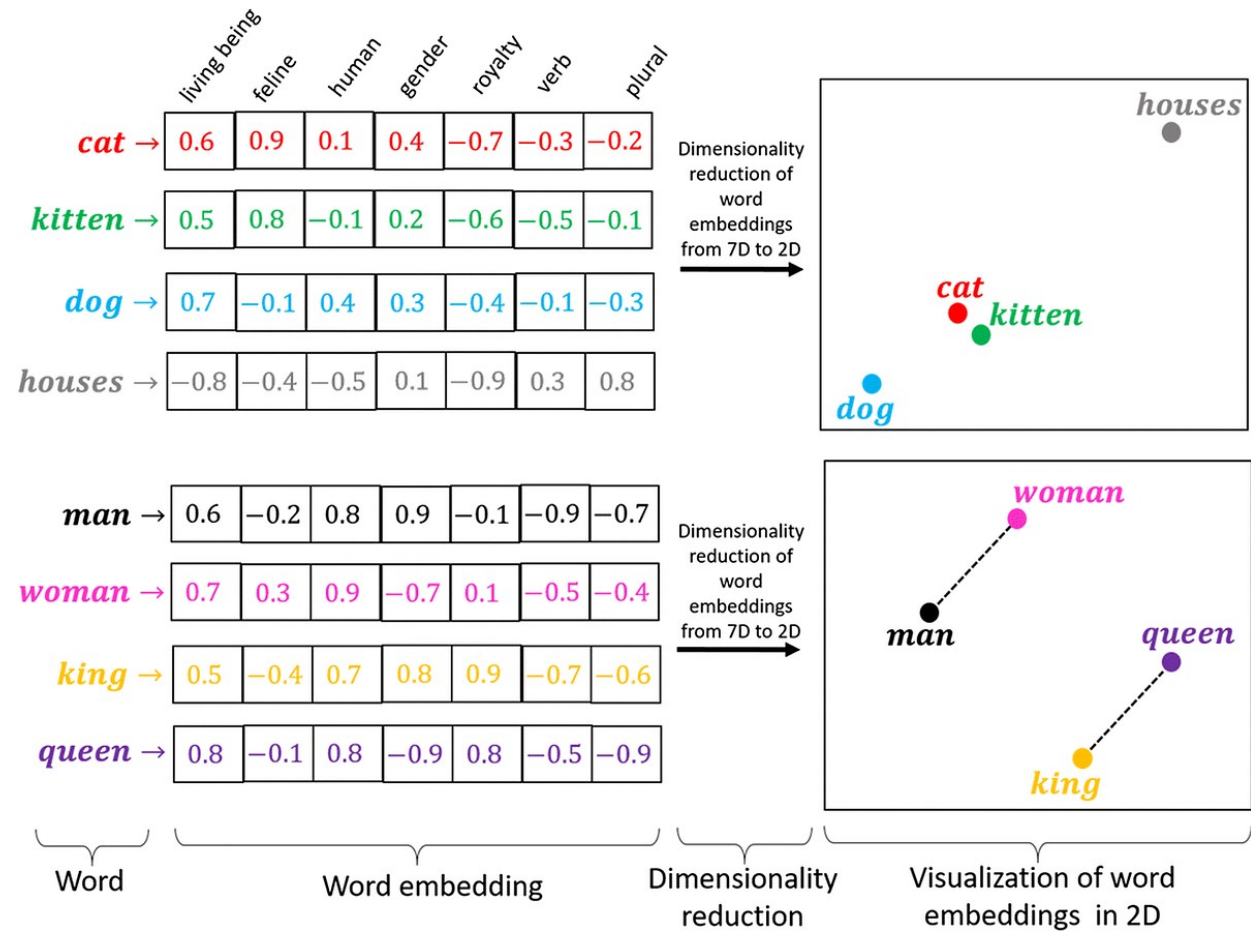 living being feline human gender royalty verb plural
cat → 0.6 0.9 0.1 0.4 −0.7 −0.3 −0.2
kitten → 0.5 0.8 −0.1 0.2 −0.6 −0.5 −0.1
dog → 0.7 −0.1 0.4 0.3 −0.4 −0.1 −0.3
houses → −0.8 −0.4 −0.5 0.1 −0.9 0.3 0.8
Dimensionality
reduction of
word
embeddings
from 7D to 2D
houses
cat
kitten
dog
man → 0.6 −0.2 0.8 0.9 −0.1 −0.9 −0.7
woman → 0.7 0.3 0.9 −0.7 0.1 −0.5 −0.4
king → 0.5 −0.4 0.7 0.8 0.9 −0.7 −0.6
queen → 0.8 −0.1 0.8 −0.9 0.8 −0.5 −0.9
Dimensionality
reduction of
word
embeddings
from 7D to 2D
woman
man
queen
king
Word
Word embedding
Dimensionality
reduction
Visualization of word
embeddings in 2D